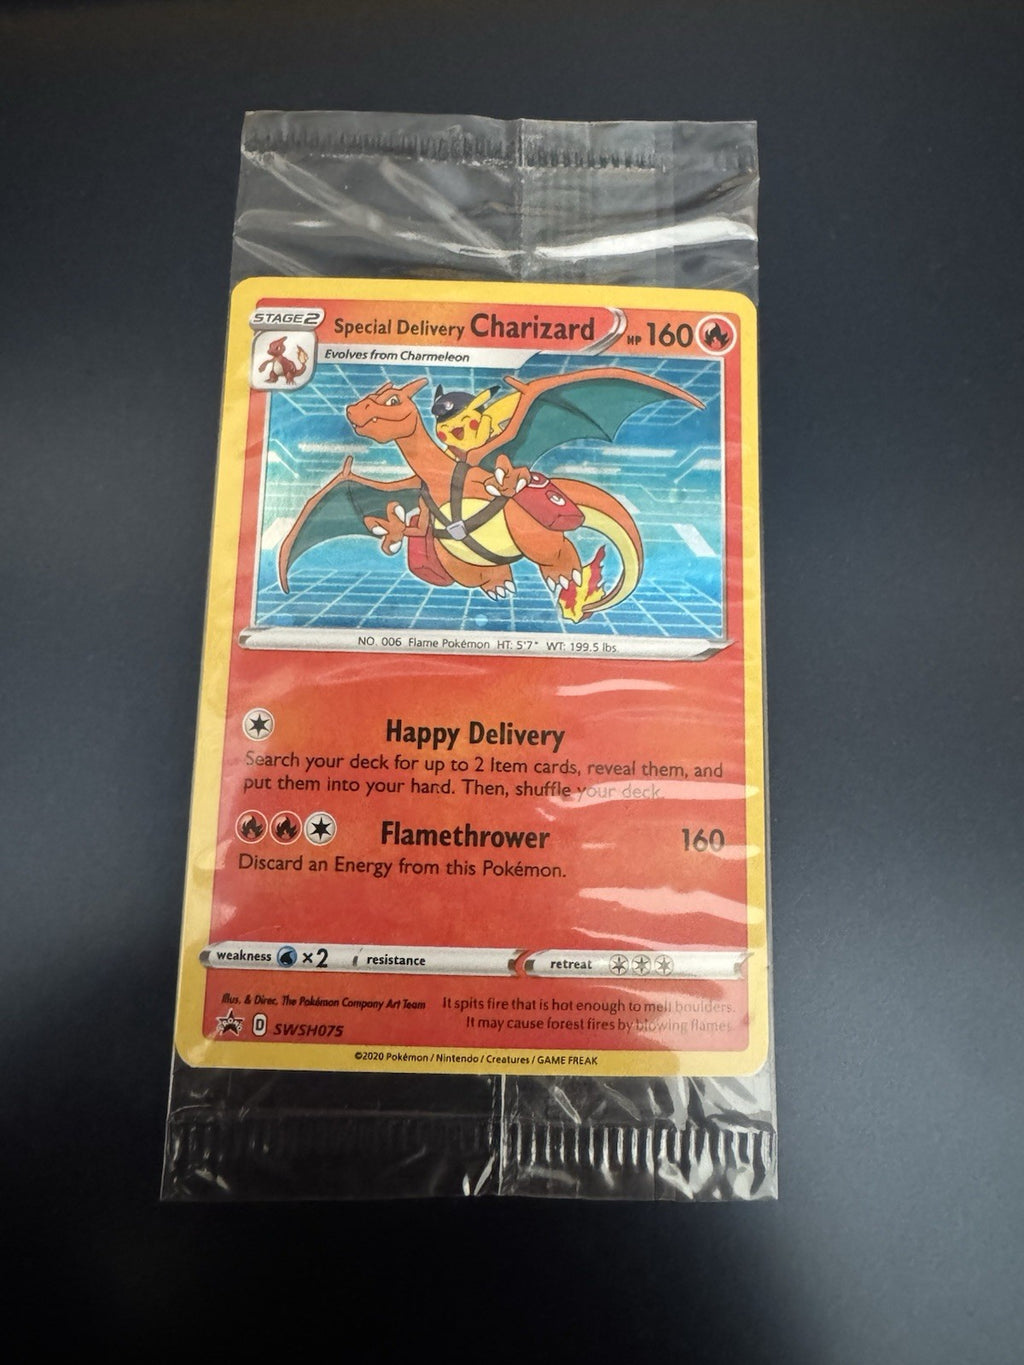 STAGE2
Special Delivery Charizard HP 160
Evolves from Charmeleon
NO. 006 Flame Pokémon HT: 5'7" WT: 199.5 lbs.
Happy Delivery
Search your deck for up to 2 Item cards, reveal them, and
put them into your hand. Then, shuffle your deck.
Flamethrower 160
Discard an Energy from this Pokémon.
weakness ×2 resistance retreat
Illus. & Direc. The Pokémon Company Art Team
It spits fire that is hot enough to melt boulders.
It may cause forest fires by blowing flames.
PROMO D SWSH075
©2020 Pokémon / Nintendo / Creatures / GAME FREAK